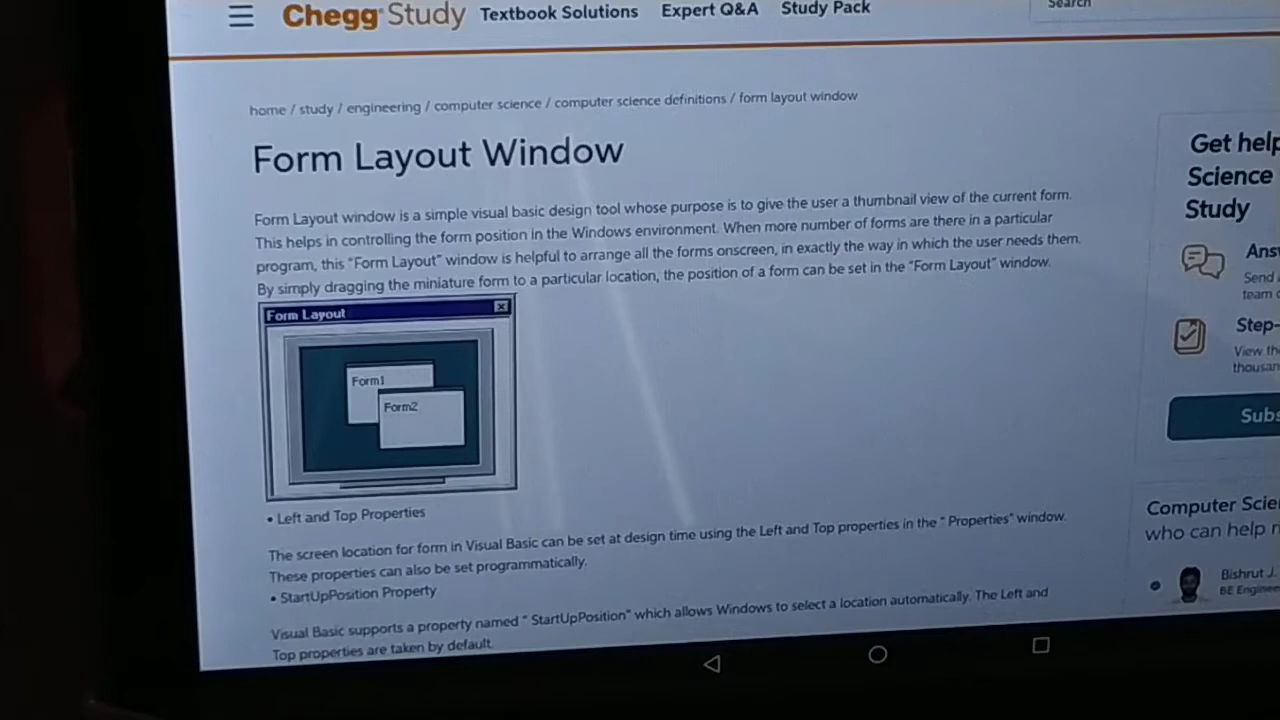 Chegg Study Textbook Solutions Expert Q&A Study Pack Search
home / study / engineering / computer science / computer science definitions / form layout window
Form Layout Window
Form Layout window is a simple visual basic design tool whose purpose is to give the user a thumbnail view of the current form.
This helps in controlling the form position in the Windows environment. When more number of forms are there in a particular
program, this "Form Layout" window is helpful to arrange all the forms onscreen, in exactly the way in which the user needs them.
By simply dragging the miniature form to a particular location, the position of a form can be set in the "Form Layout" window.
Form Layout
Form1
Form2
• Left and Top Properties
The screen location for form in Visual Basic can be set at design time using the Left and Top properties in the " Properties" window.
These properties can also be set programmatically.
• StartUpPosition Property
Visual Basic supports a property named " StartUpPosition" which allows Windows to select a location automatically. The Left and
Top properties are taken by default.
Get help
Science
Study
Ans
Send
team
Step-
View th
thousan
Subs
Computer Scie
who can help
Bishrut J.
BE Enginee